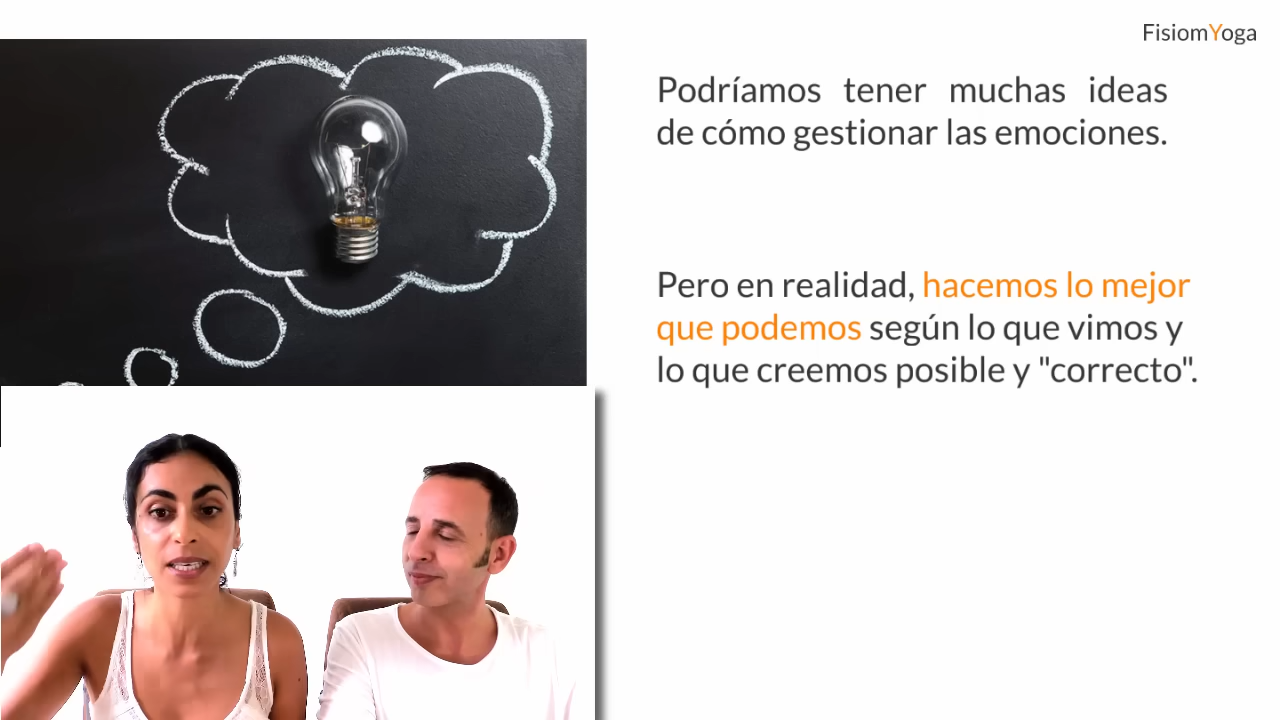 FisiomYoga
Podríamos tener muchas ideas
de cómo gestionar las emociones.
Pero en realidad, hacemos lo mejor
que podemos según lo que vimos y
lo que creemos posible y "correcto".